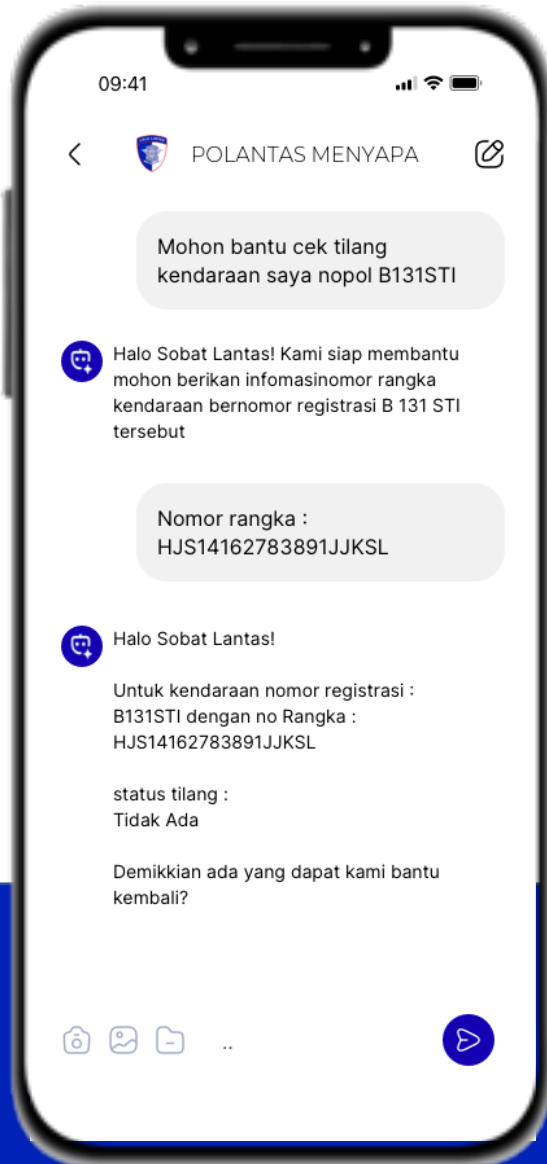 09:41
POLANTAS MENYAPA
Mohon bantu cek tilang
kendaraan saya nopol B131STI
Halo Sobat Lantas! Kami siap membantu
mohon berikan infomasinomor rangka
kendaraan bernomor registrasi B 131 STI
tersebut
Nomor rangka :
HJS14162783891JJKSL
Halo Sobat Lantas!
Untuk kendaraan nomor registrasi :
B131STI dengan no Rangka :
HJS14162783891JJKSL
status tilang :
Tidak Ada
Demikkian ada yang dapat kami bantu
kembali?
..